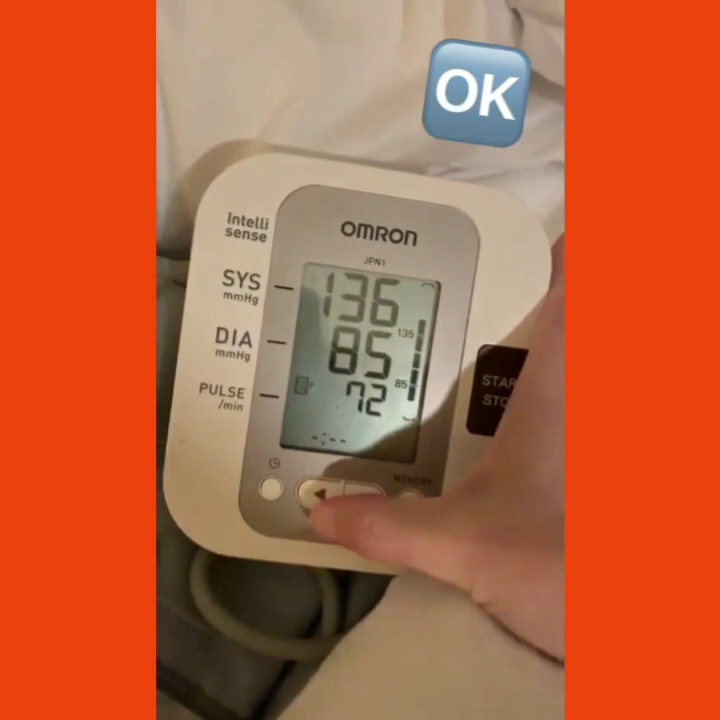 OK
Intelli
sense
OMRON
JPN1
SYS
mmHg
136
135
DIA
mmHg
85
85
PULSE
/min
72
MEMORY